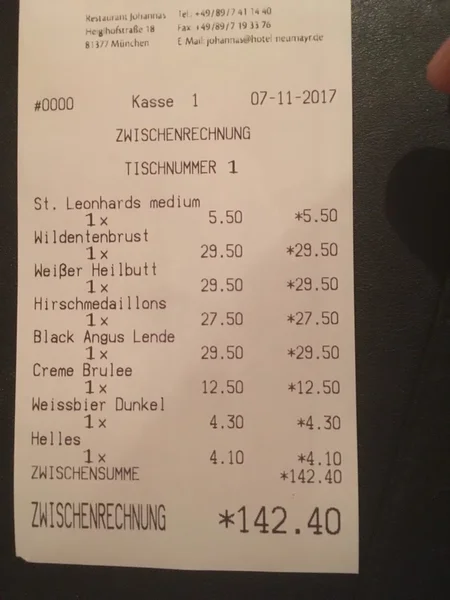 Restaurant Johannas Tel.: +49/89/7 41 14 40
Heiglhofstraße 18 Fax +49/89/7 19 33 76
81377 München E-Mail: johannas@hotel-neumayr.de
#0000 Kasse 1 07-11-2017
ZWISCHENRECHNUNG
TISCHNUMMER 1
St. Leonhards medium
1x 5.50 *5.50
Wildentenbrust
1x 29.50 *29.50
Weißer Heilbutt
1x 29.50 *29.50
Hirschmedaillons
1x 27.50 *27.50
Black Angus Lende
1x 29.50 *29.50
Creme Brulee
1x 12.50 *12.50
Weissbier Dunkel
1x 4.30 *4.30
Helles
1x 4.10 *4.10
ZWISCHENSUMME *142.40
ZWISCHENRECHNUNG *142.40